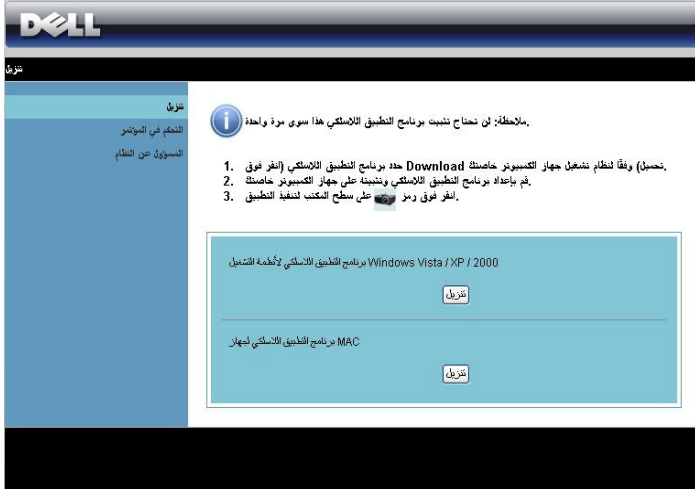 DELL
تنزيل
تنزيل
التحكم في المؤتمر
المسؤول عن النظام
ملاحظة: لن تحتاج تثبيت برنامج التطبيق اللاسلكي هذا سوى مرة واحدة.
1. حدد برنامج التطبيق اللاسلكي (انقر فوق Download تحميل) وفقًا لنظام تشغيل جهاز الكمبيوتر خاصتك.
2. قم بإعداد برنامج التطبيق اللاسلكي وتثبيته على جهاز الكمبيوتر خاصتك.
3. انقر فوق رمز على سطح المكتب لتنفيذ التطبيق.
برنامج التطبيق اللاسلكي لأنظمة التشغيل Windows Vista / XP / 2000
تنزيل
برنامج التطبيق اللاسلكي لجهاز MAC
تنزيل